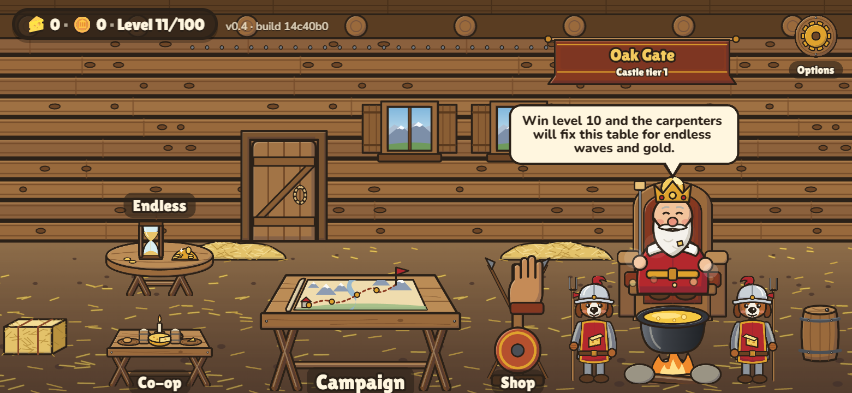 0 · 0 · Level 11/100
v0.4 · build 14c40b0
Oak Gate
Castle tier 1
Options
Win level 10 and the carpenters
will fix this table for endless
waves and gold.
Endless
Co-op
Campaign
Shop